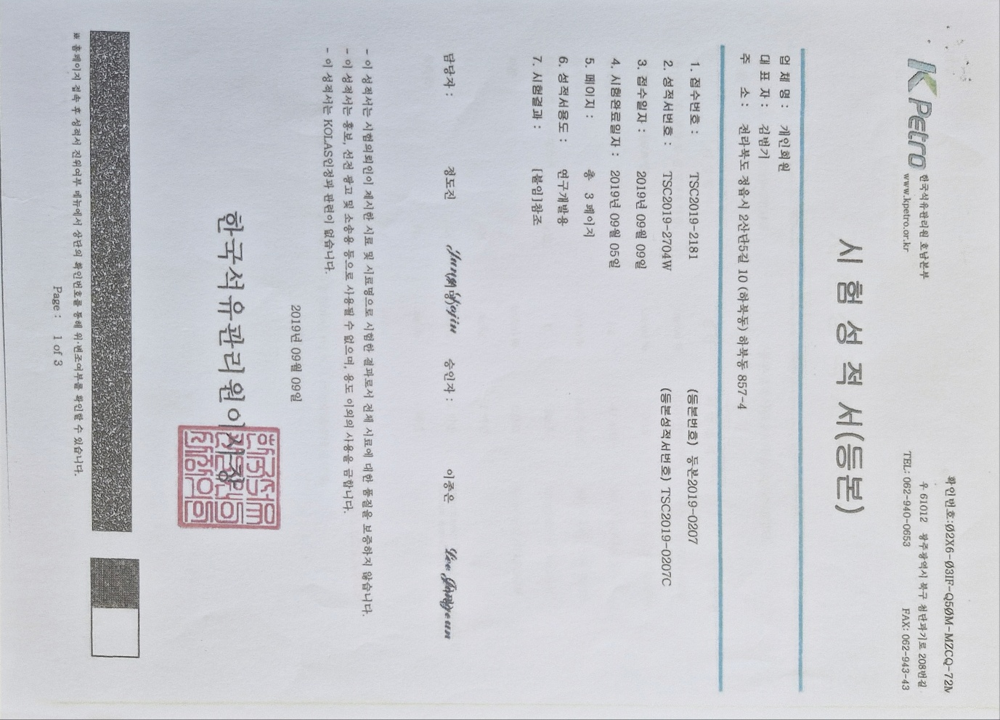 확인번호:Ø2X6-Ø3IF-Q5ØM-MZCQ-72M
K Petro 한국석유관리원 호남본부
www.kpetro.or.kr
우 61012 광주광역시 북구 첨단과기로 208번길
TEL: 062-940-0653 FAX: 062-943-43
시 험 성 적 서(등본)
업 체 명 : 개인회원
대 표 자 : 김범기
주 소 : 전라북도 정읍시 2산단5길 10 (하북동) 하북동 857-4
1. 접수번호 : TSC2019-2181 (등본번호) 등본2019-0207
2. 성적서번호 : TSC2019-2704W (등본성적서번호) TSC2019-0207C
3. 접수일자 : 2019년 09월 09일
4. 시험완료일자 : 2019년 09월 05일
5. 페이지 : 총 3 페이지
6. 성적서용도 : 연구개발용
7. 시험결과 : [붙임]참조
담당자 : 정도진 승인자 : 이종은
- 이 성적서는 시험의뢰인이 제시한 시료 및 시료명으로 시험한 결과로서 전체 시료에 대한 품질을 보증하지 않습니다.
- 이 성적서는 홍보, 선전 광고 및 소송용 등으로 사용될 수 없으며, 용도 이외의 사용을 금합니다.
- 이 성적서는 KOLAS인정과 관련이 없습니다.
2019년 09월 09일
한국석유관리원이사장
※ 홈페이지 접속 후 성적서 진위여부 메뉴에서 상단의 확인번호를 통해 위·변조여부를 확인할 수 있습니다.
Page : 1 of 3